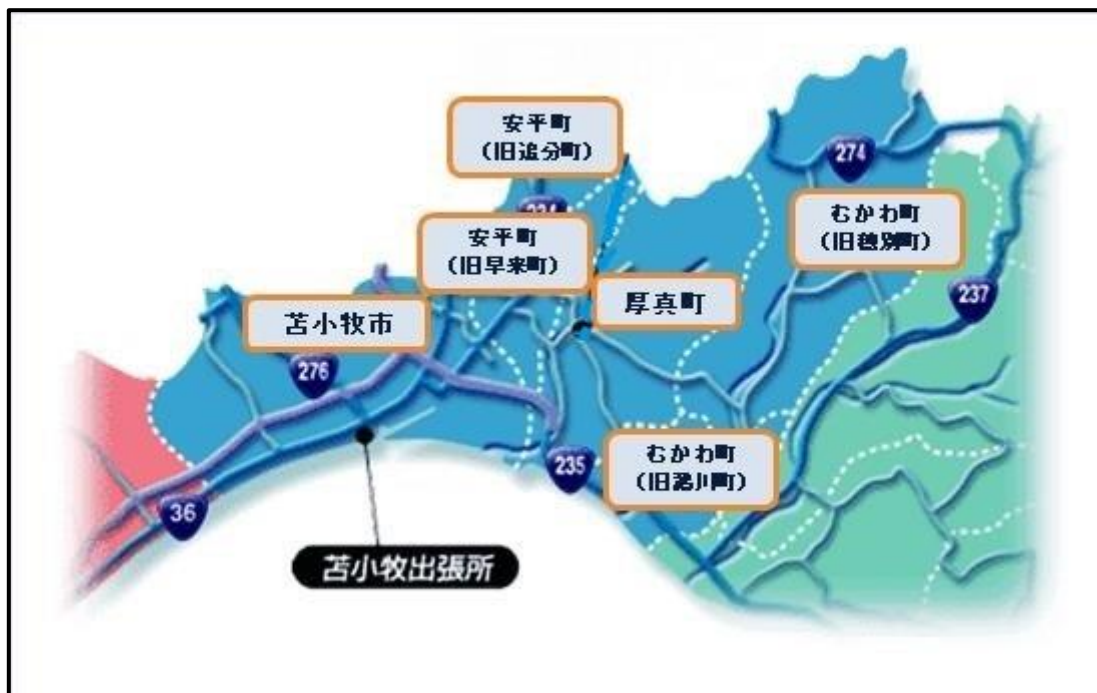 安平町
(旧追分町)
274
むかわ町
(旧穂別町)
安平町
(旧早来町)
237
厚真町
苫小牧市
276
むかわ町
(旧鵡川町)
235
36
苫小牧出張所